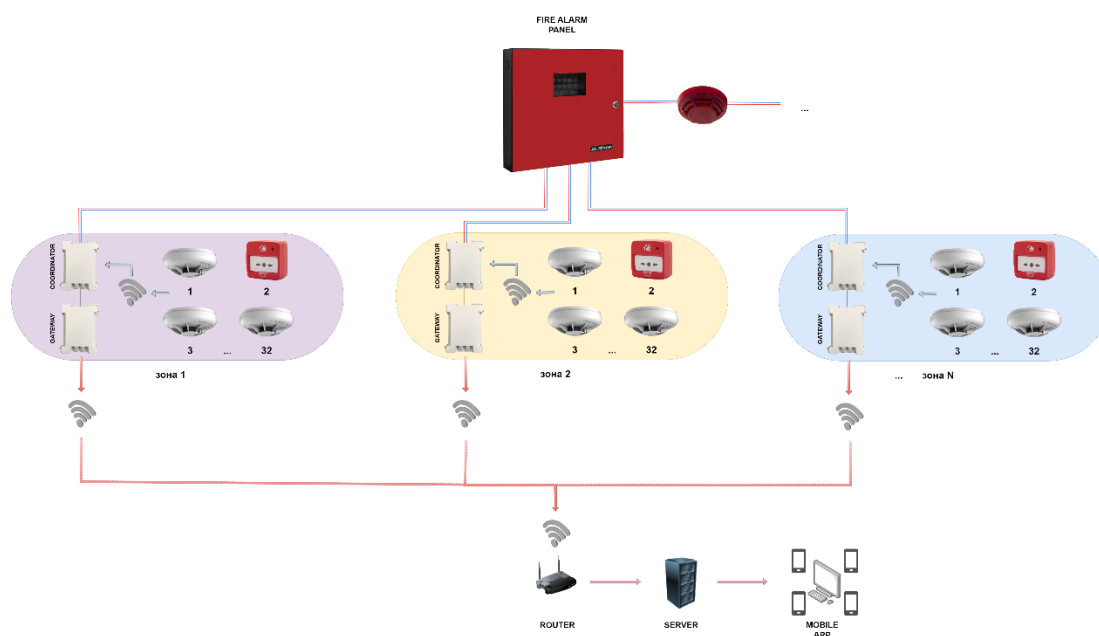 FIRE ALARM
PANEL
...
COORDINATOR
GATEWAY
1
2
3 ... 32
зона 1
COORDINATOR
GATEWAY
1
2
3 ... 32
зона 2
COORDINATOR
GATEWAY
1
2
3 ... 32
... зона N
ROUTER
SERVER
MOBILE
APP